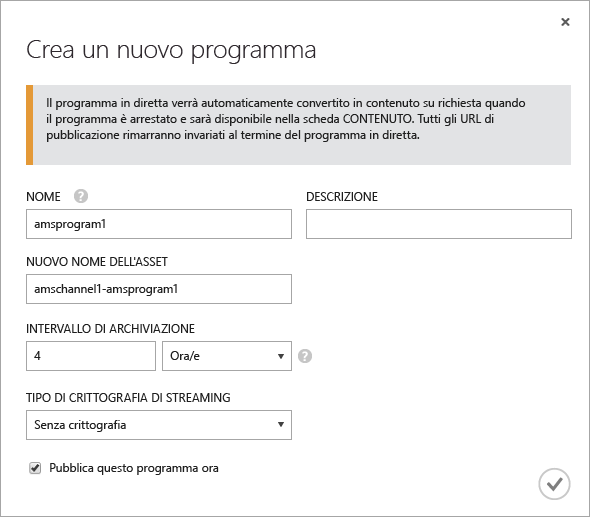 Crea un nuovo programma
Il programma in diretta verrà automaticamente convertito in contenuto su richiesta quando
il programma è arrestato e sarà disponibile nella scheda CONTENUTO. Tutti gli URL di
pubblicazione rimarranno invariati al termine del programma in diretta.
NOME ?
DESCRIZIONE
amsprogram1
NUOVO NOME DELL'ASSET
amschannel1-amsprogram1
INTERVALLO DI ARCHIVIAZIONE
4
Ora/e
?
TIPO DI CRITTOGRAFIA DI STREAMING
Senza crittografia
Pubblica questo programma ora